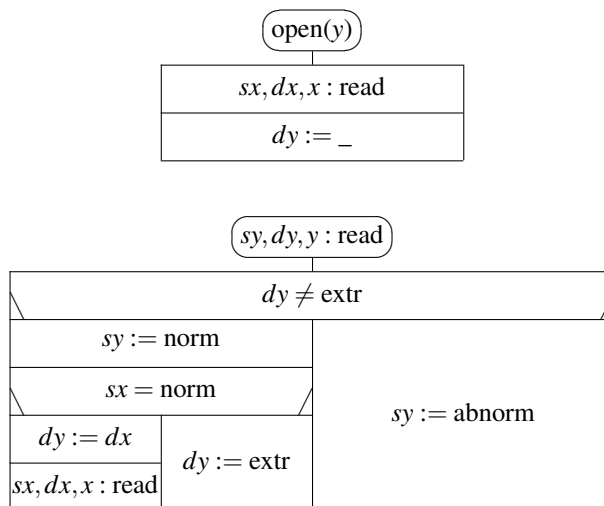 open(y)
sx, dx, x : read
dy := _
sy, dy, y : read
dy ≠ extr
sy := norm
sx = norm
sy := abnorm
dy := dx
dy := extr
sx, dx, x : read